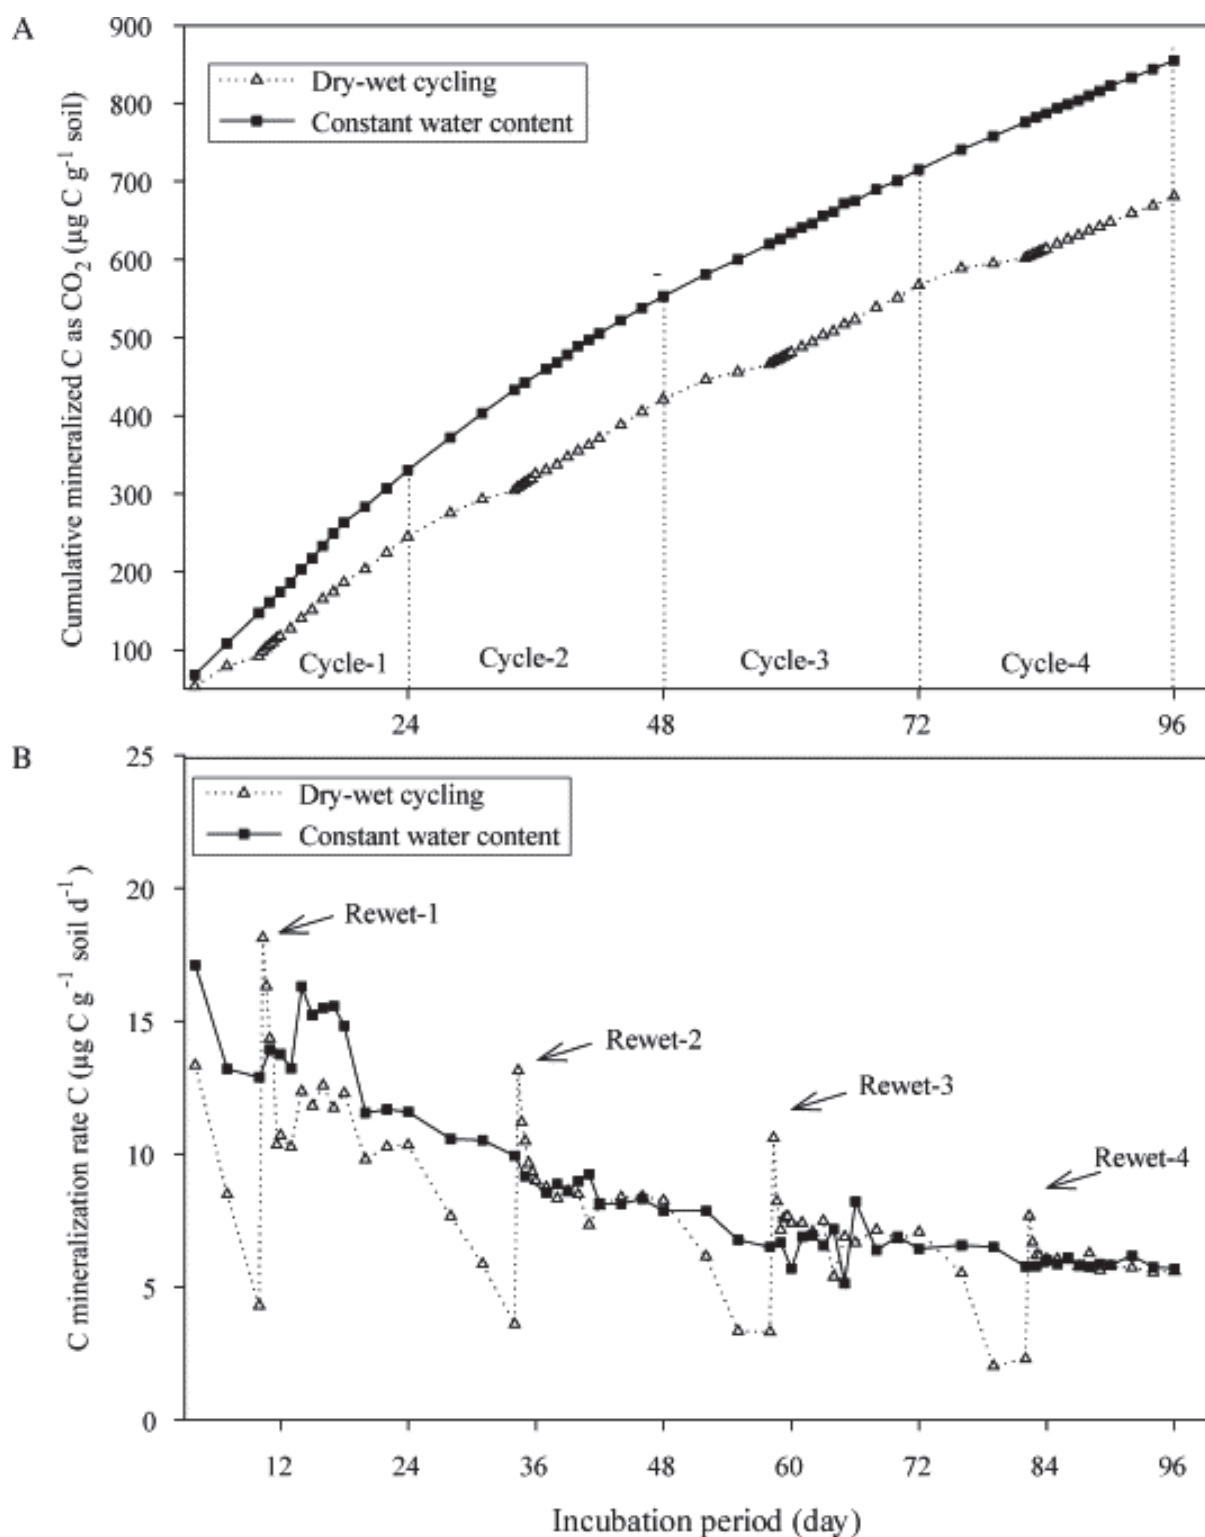 A
900
800
700
600
500
400
300
200
100
Cumulative mineralized C as CO₂ (µg C g⁻¹ soil)
Dry-wet cycling
Constant water content
Cycle-1
Cycle-2
Cycle-3
Cycle-4
24
48
72
96
B
25
20
15
10
5
0
C mineralization rate C (µg C g⁻¹ soil d⁻¹)
Dry-wet cycling
Constant water content
Rewet-1
Rewet-2
Rewet-3
Rewet-4
12
24
36
48
60
72
84
96
Incubation period (day)